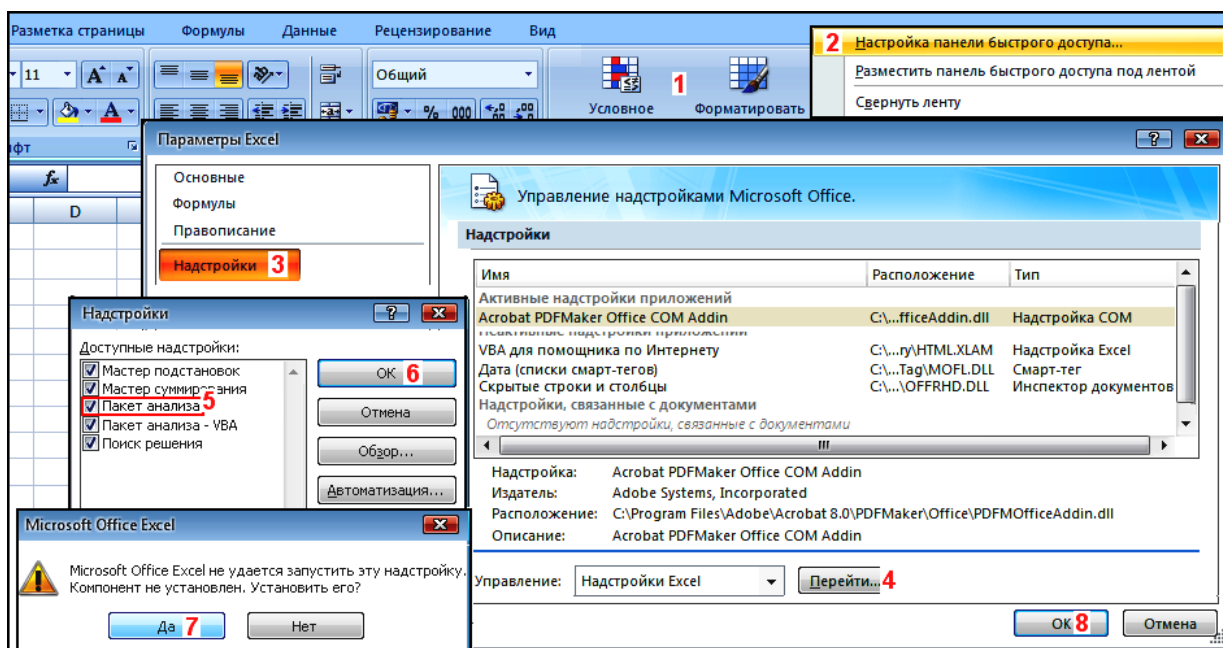 Разметка страницы Формулы Данные Рецензирование Вид
11 А А Общий
% 000
Условное 1 Форматировать
2 Настройка панели быстрого доступа...
Разместить панель быстрого доступа под лентой
Свернуть ленту
fx
D
Параметры Excel
Основные
Формулы
Правописание
Надстройки 3
Управление надстройками Microsoft Office.
Надстройки
Имя Расположение Тип
Активные надстройки приложений
Acrobat PDFMaker Office COM Addin C:\...fficeAddin.dll Надстройка COM
Неактивные надстройки приложений
VBA для помощника по Интернету C:\...ry\HTML.XLAM Надстройка Excel
Дата (списки смарт-тегов) C:\...Tag\MOFL.DLL Смарт-тег
Скрытые строки и столбцы C:\...\OFFRHD.DLL Инспектор документов
Надстройки, связанные с документами
Отсутствуют надстройки, связанные с документами
Надстройка: Acrobat PDFMaker Office COM Addin
Издатель: Adobe Systems, Incorporated
Расположение: C:\Program Files\Adobe\Acrobat 8.0\PDFMaker\Office\PDFMOfficeAddin.dll
Описание: Acrobat PDFMaker Office COM Addin
Управление: Надстройки Excel Перейти... 4
ОК 8 Отмена
Надстройки
Доступные надстройки:
Мастер подстановок
Мастер суммирования
Пакет анализа 5
Пакет анализа - VBA
Поиск решения
ОК 6
Отмена
Обзор...
Автоматизация...
Microsoft Office Excel
Microsoft Office Excel не удается запустить эту надстройку.
Компонент не установлен. Установить его?
Да 7 Нет